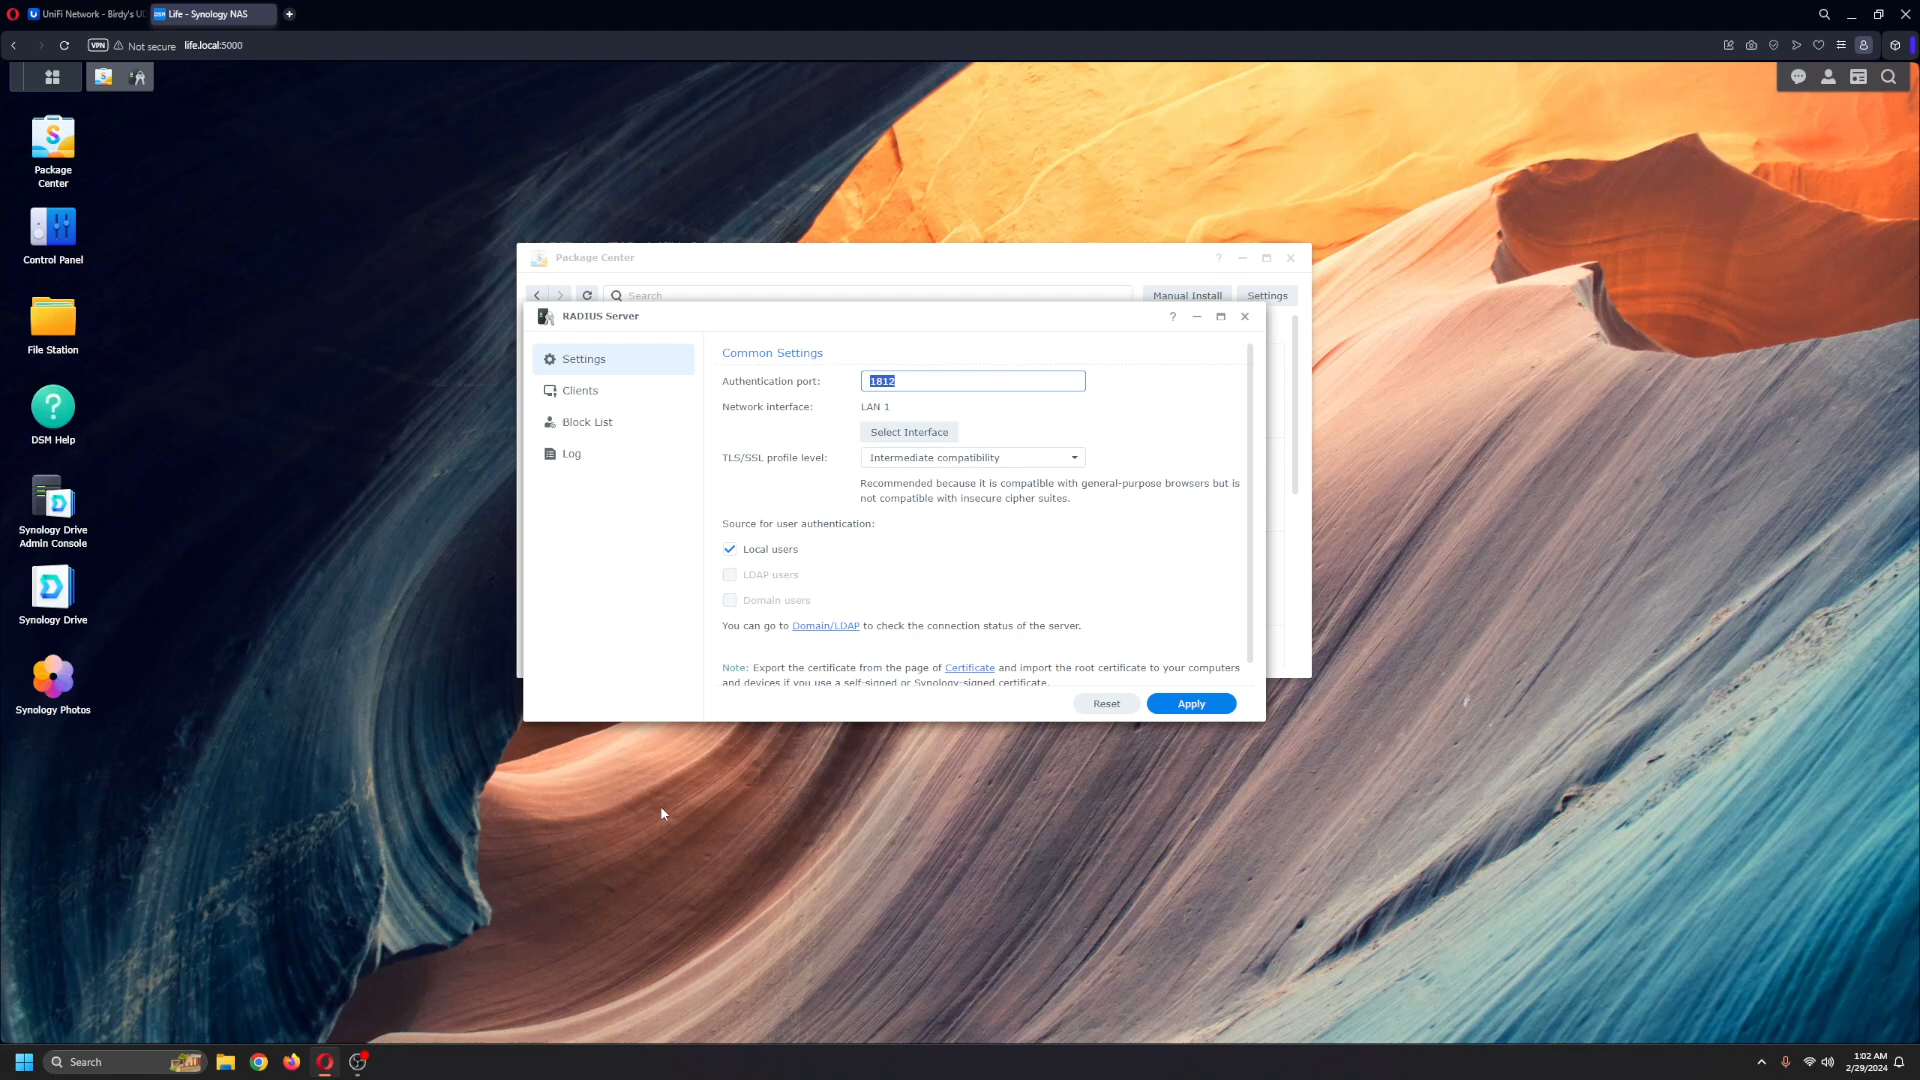 UniFi Network - Birdy's U
Life - Synology NAS
VPN
Not secure
life.local:5000
Package Center
Control Panel
File Station
DSM Help
Synology Drive Admin Console
Synology Drive
Synology Photos
Package Center
Search
Manual Install
Settings
RADIUS Server
Settings
Clients
Block List
Log
Common Settings
Authentication port:
1812
Network interface:
LAN 1
Select Interface
TLS/SSL profile level:
Intermediate compatibility
Recommended because it is compatible with general-purpose browsers but is
not compatible with insecure cipher suites.
Source for user authentication:
Local users
LDAP users
Domain users
You can go to Domain/LDAP to check the connection status of the server.
Note: Export the certificate from the page of Certificate and import the root certificate to your computers
and devices if you use a self-signed or Synology-signed certificate.
Reset
Apply
Search
1:02 AM
2/29/2024